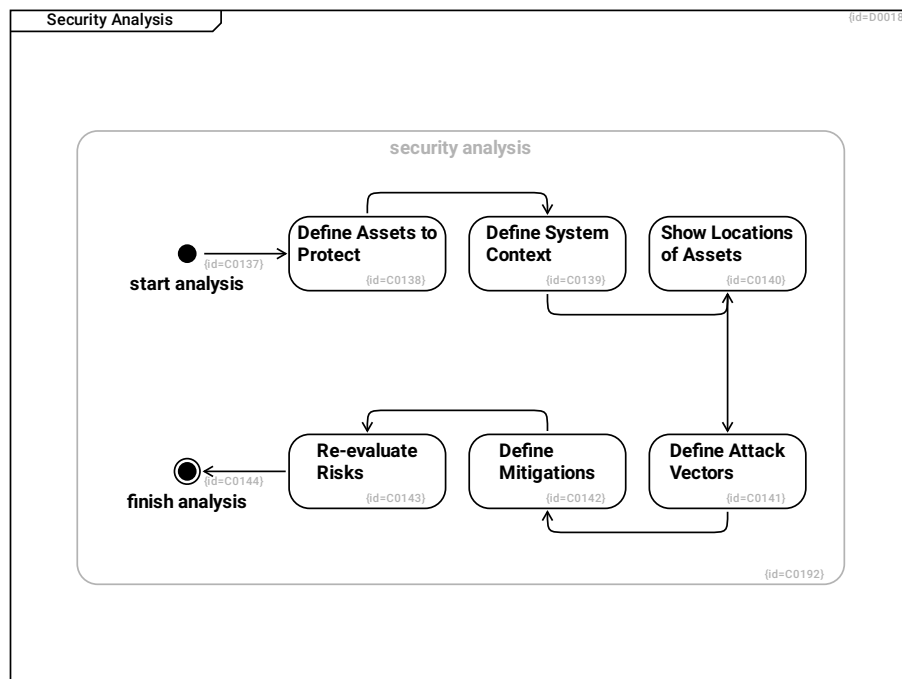 Security Analysis
{id=D0018
security analysis
Define Assets to
Protect
{id=C0138}
Define System
Context
{id=C0139}
Show Locations
of Assets
{id=C0140}
{id=C0137}
start analysis
Re-evaluate
Risks
{id=C0143}
Define
Mitigations
{id=C0142}
Define Attack
Vectors
{id=C0141}
{id=C0144}
finish analysis
{id=C0192}